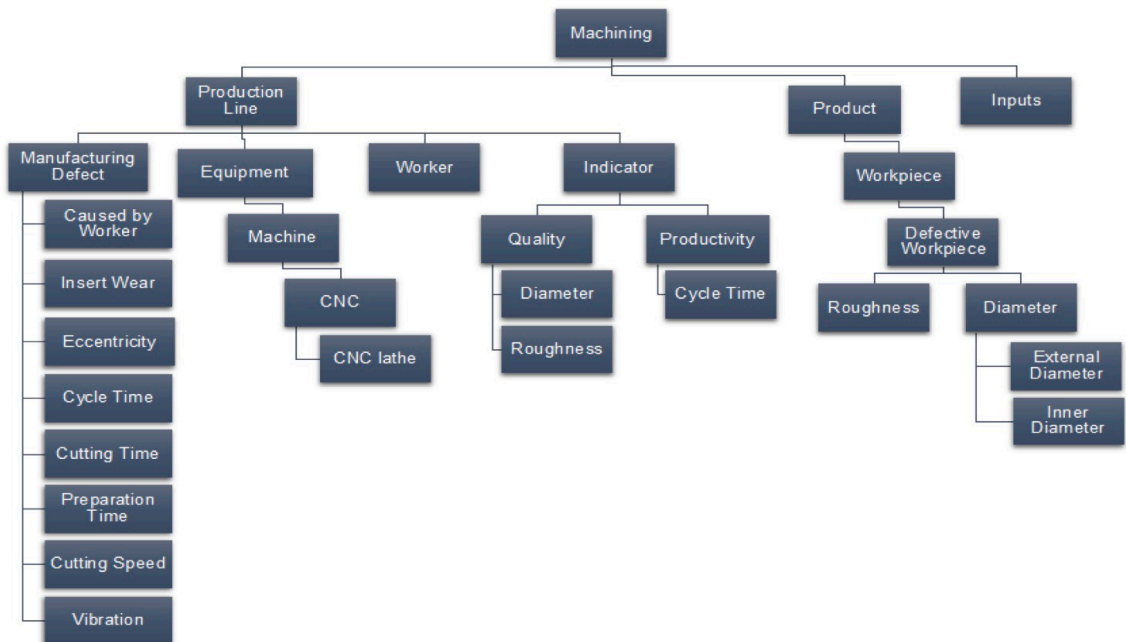 Machining
Production
Line
Product
Inputs
Manufacturing
Defect
Equipment
Worker
Indicator
Workpiece
Caused by
Worker
Machine
Quality
Productivity
Defective
Workpiece
Insert Wear
CNC
Diameter
Cycle Time
Roughness
Diameter
Eccentricity
CNC lathe
Roughness
External
Diameter
Cycle Time
Inner
Diameter
Cutting Time
Preparation
Time
Cutting Speed
Vibration